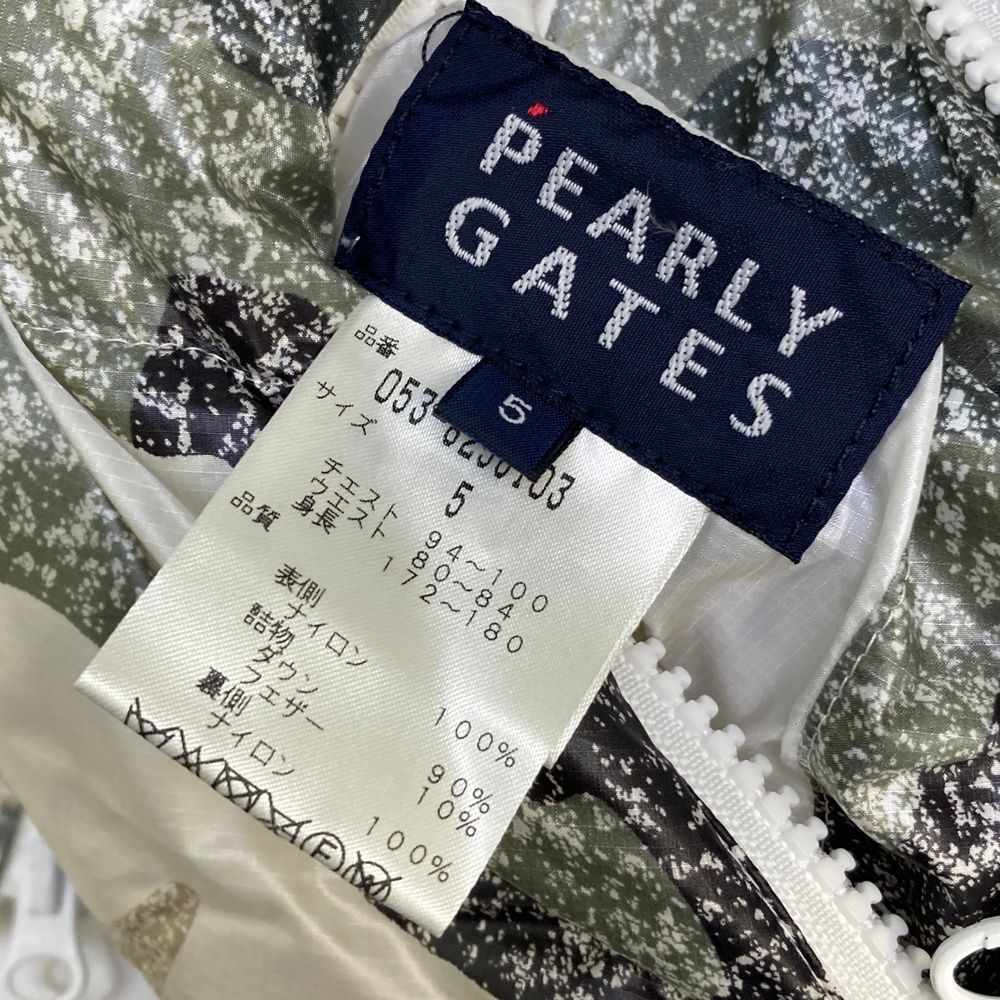 PEARLY
GATES
5
品番
053-
サイズ 5
チェスト 94～100
ウエスト 80～84
身長 172～180
品質
表側
ナイロン 100%
詰物
ダウン 90%
フェザー 10%
裏側
ナイロン 100%